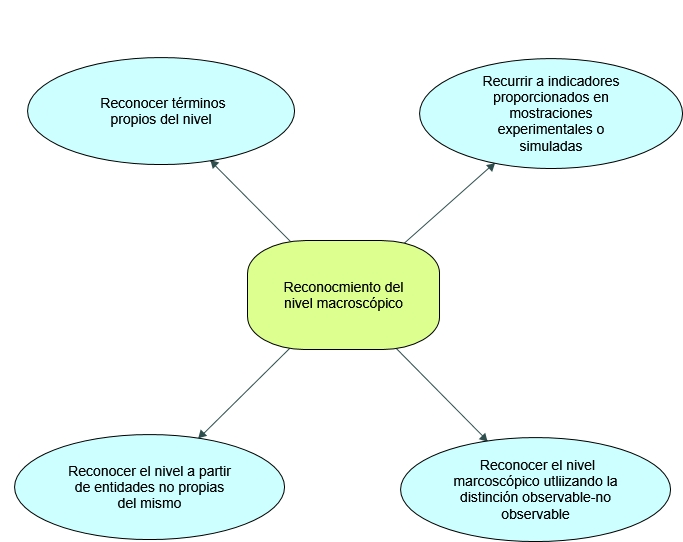 Reconocer términos
propios del nivel
Recurrir a indicadores
proporcionados en
mostraciones
experimentales o
simuladas
Reconocmiento del
nivel macroscópico
Reconocer el nivel a partir
de entidades no propias
del mismo
Reconocer el nivel
marcoscópico utliizando la
distinción observable-no
observable